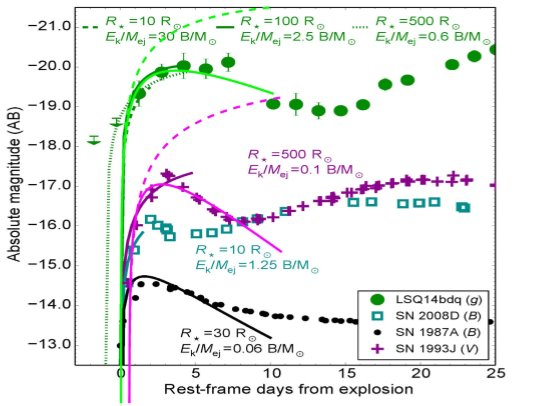 R⋆=10 R☉
Eₖ/Mₑⱼ=30 B/M☉
R⋆=100 R☉
Eₖ/Mₑⱼ=2.5 B/M☉
R⋆=500 R☉
Eₖ/Mₑⱼ=0.6 B/M☉
−21.0
−20.0
−19.0
−18.0
−17.0
−16.0
−15.0
−14.0
−13.0
Absolute magnitude (AB)
R⋆=500 R☉
Eₖ/Mₑⱼ=0.1 B/M☉
R⋆=10 R☉
Eₖ/Mₑⱼ=1.25 B/M☉
R⋆=30 R☉
Eₖ/Mₑⱼ=0.06 B/M☉
LSQ14bdq (g)
SN 2008D (B)
SN 1987A (B)
SN 1993J (V)
0 5 10 15 20 25
Rest-frame days from explosion